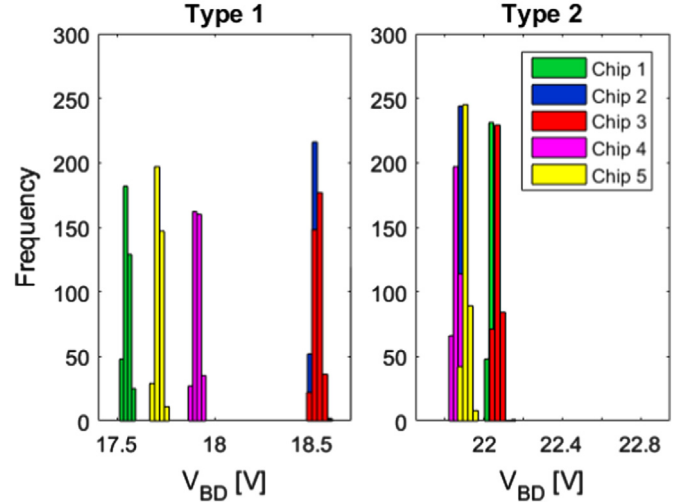 Type 1
Type 2
300
250
200
150
100
50
0
Frequency
17.5
18
18.5
V_BD [V]
300
250
200
150
100
50
0
22
22.4
22.8
V_BD [V]
Chip 1
Chip 2
Chip 3
Chip 4
Chip 5